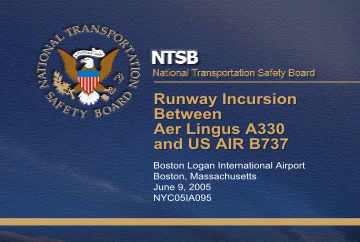 NATIONAL TRANSPORTATION
SAFETY BOARD
NTSB
National Transportation Safety Board
Runway Incursion
Between
Aer Lingus A330
and US AIR B737
Boston Logan International Airport
Boston, Massachusetts
June 9, 2005
NYC05IA095